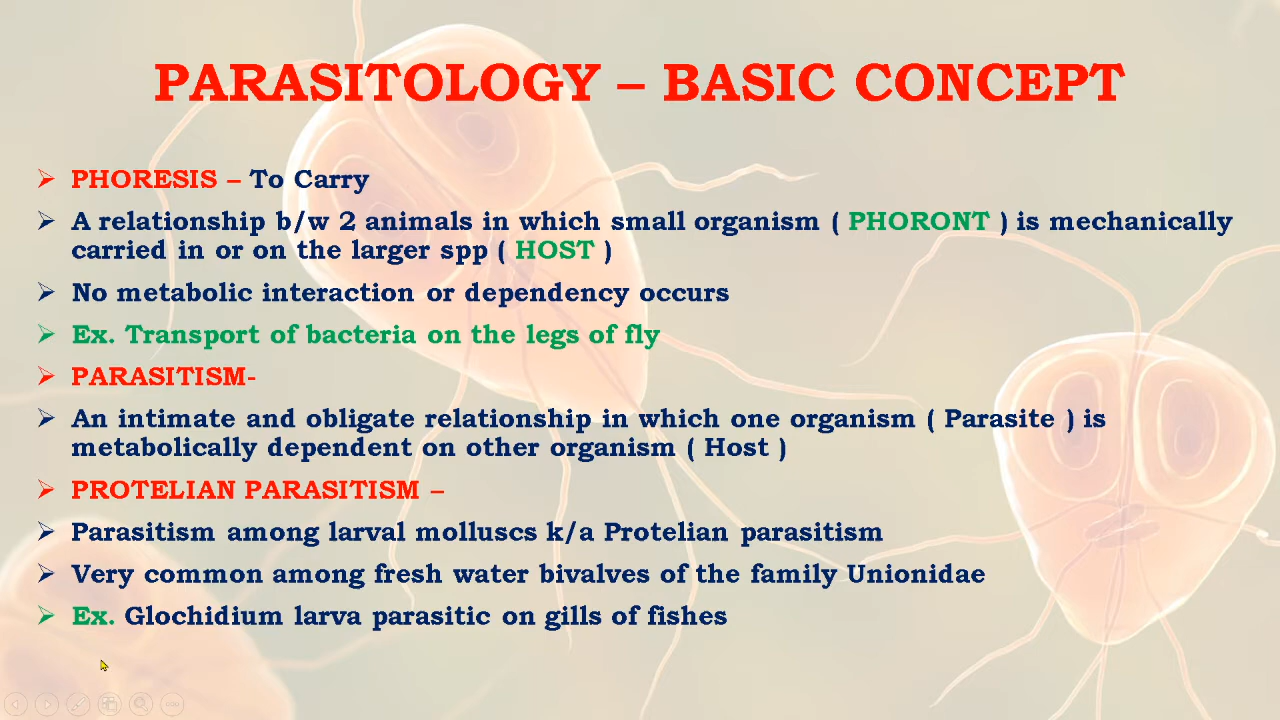 PARASITOLOGY – BASIC CONCEPT
➢ PHORESIS – To Carry
➢ A relationship b/w 2 animals in which small organism ( PHORONT ) is mechanically
carried in or on the larger spp ( HOST )
➢ No metabolic interaction or dependency occurs
➢ Ex. Transport of bacteria on the legs of fly
➢ PARASITISM-
➢ An intimate and obligate relationship in which one organism ( Parasite ) is
metabolically dependent on other organism ( Host )
➢ PROTELIAN PARASITISM –
➢ Parasitism among larval molluscs k/a Protelian parasitism
➢ Very common among fresh water bivalves of the family Unionidae
➢ Ex. Glochidium larva parasitic on gills of fishes